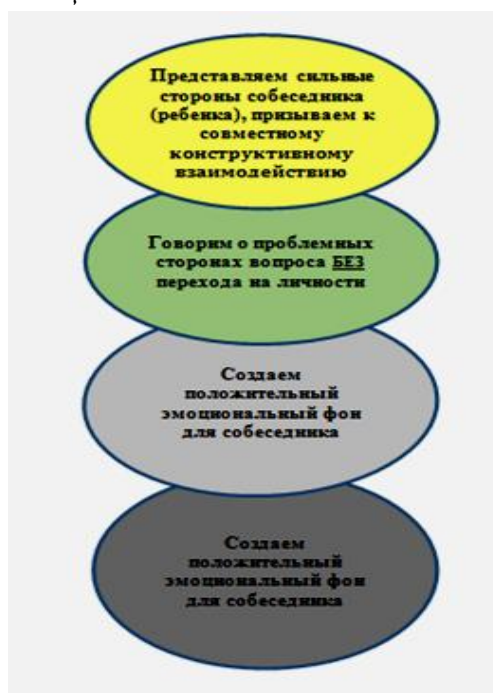 Представляем сильные
стороны собеседника
(ребенка), призываем к
совместному
конструктивному
взаимодействию
Говорим о проблемных
сторонах вопроса БЕЗ
перехода на личности
Создаем
положительный
эмоциональный фон
для собеседника
Создаем
положительный
эмоциональный фон
для собеседника